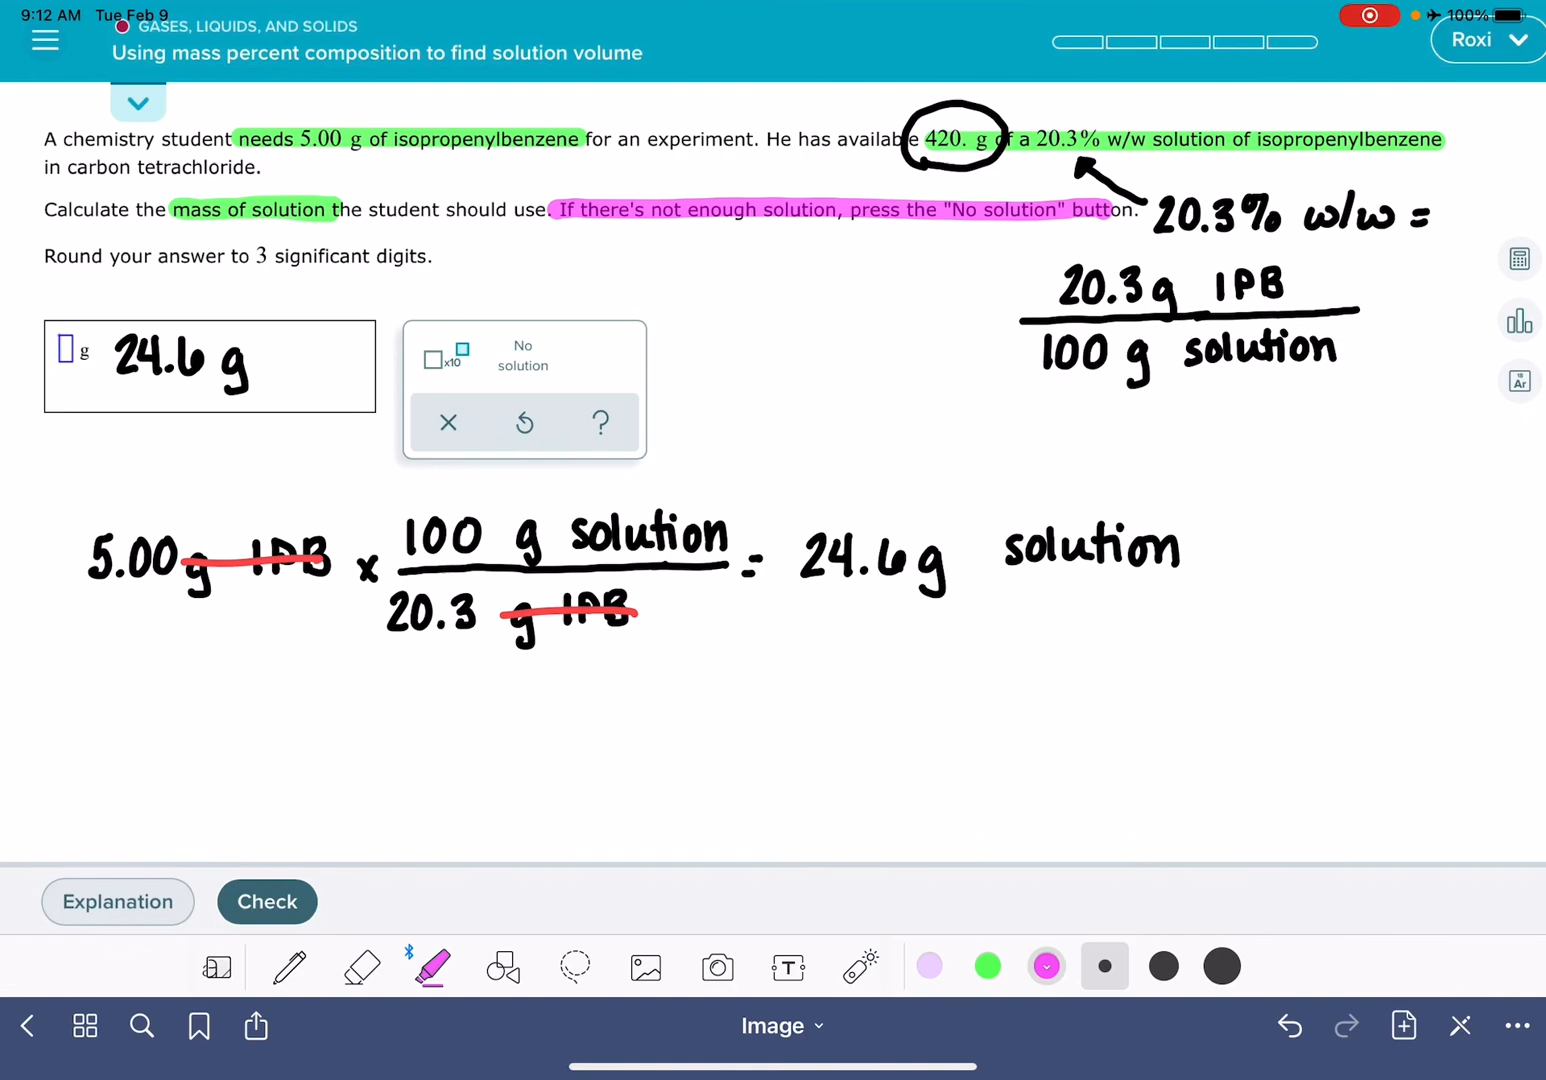 9:12 AM Tue Feb 9
100%
GASES, LIQUIDS, AND SOLIDS
Using mass percent composition to find solution volume
Roxi
A chemistry student needs 5.00 g of isopropenylbenzene for an experiment. He has available 420. g of a 20.3% w/w solution of isopropenylbenzene
in carbon tetrachloride.
Calculate the mass of solution the student should use. If there's not enough solution, press the "No solution" button.
20.3% w/w =
Round your answer to 3 significant digits.
20.3g IPB
100 g solution
g 24.6 g
x10
No
solution
?
18
Ar
5.00 g IPB x 100 g solution = 24.6g solution
20.3 g IPB
Explanation
Check
a
T
Image